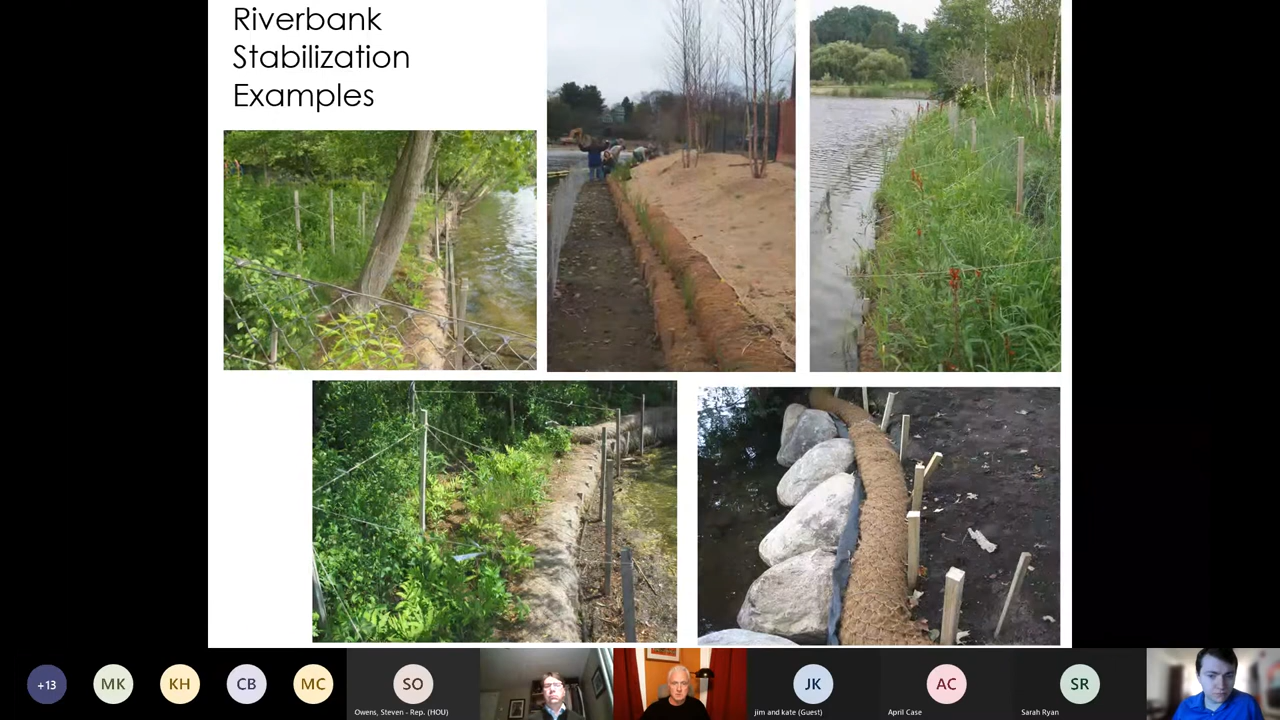 Riverbank
Stabilization
Examples
+13
MK
KH
CB
MC
SO
Owens, Steven - Rep. (HOU)
JK
jim and kate (Guest)
AC
April Case
SR
Sarah Ryan